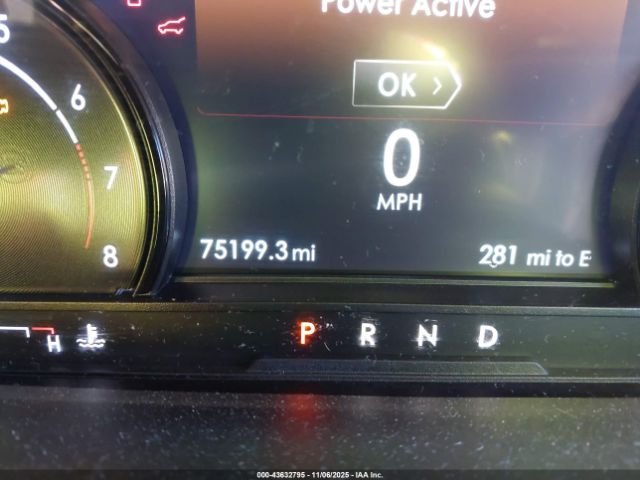 Power Active
5
6
7
8
OK >
0
MPH
75199.3 mi
281 mi to E
H
P R N D
000-43632795 - 11/06/2025 - IAA Inc.